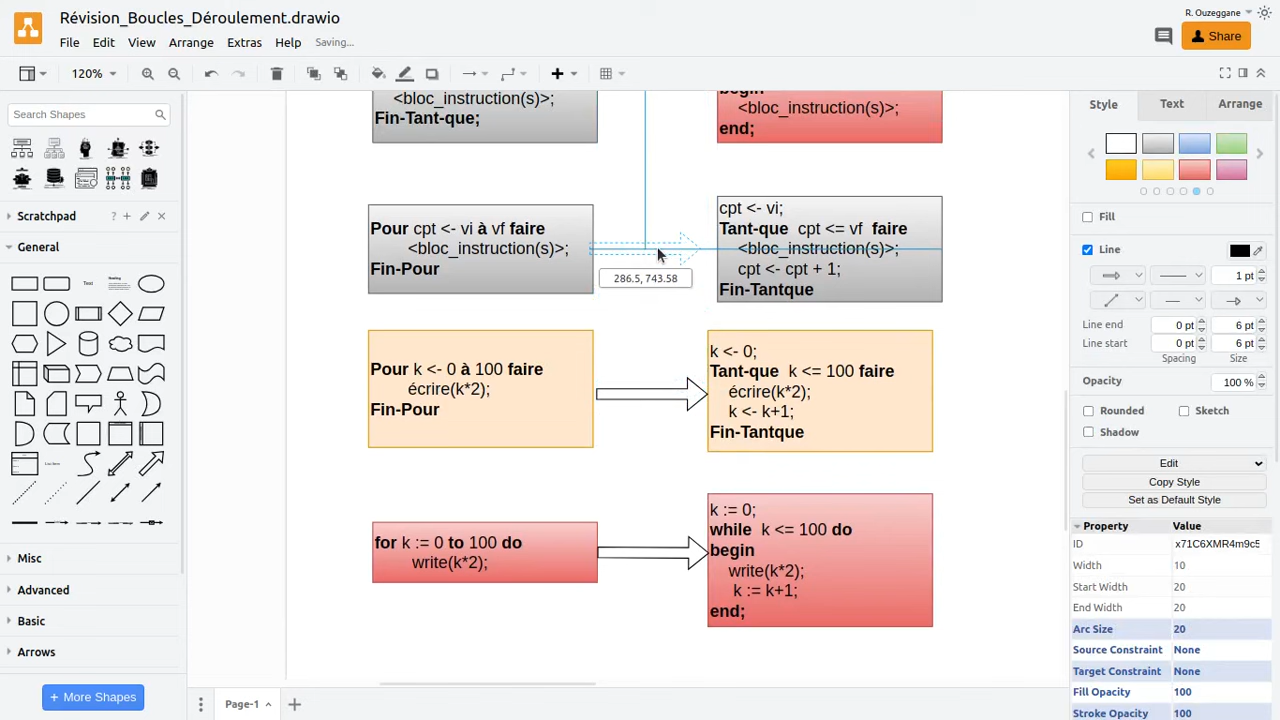 Révision_Boucles_Déroulement.drawio
R. Ouzeggane
File Edit View Arrange Extras Help Saving...
Share
120%
Search Shapes
Scratchpad
General
Misc
Advanced
Basic
Arrows
+ More Shapes
<bloc_instruction(s)>;
Fin-Tant-que;
<bloc_instruction(s)>;
end;
Pour cpt <- vi à vf faire
<bloc_instruction(s)>;
Fin-Pour
286.5, 743.58
cpt <- vi;
Tant-que cpt <= vf faire
<bloc_instruction(s)>;
cpt <- cpt + 1;
Fin-Tantque
Pour k <- 0 à 100 faire
écrire(k*2);
Fin-Pour
k <- 0;
Tant-que k <= 100 faire
écrire(k*2);
k <- k+1;
Fin-Tantque
for k := 0 to 100 do
write(k*2);
k := 0;
while k <= 100 do
begin
write(k*2);
k := k+1;
end;
Page-1
Style Text Arrange
Fill
Line
1 pt
Line end 0 pt 6 pt
Line start 0 pt 6 pt
Spacing Size
Opacity 100 %
Rounded Sketch
Shadow
Edit
Copy Style
Set as Default Style
Property Value
ID x71C6XMR4m9c5
Width 10
Start Width 20
End Width 20
Arc Size 20
Source Constraint None
Target Constraint None
Fill Opacity 100
Stroke Opacity 100